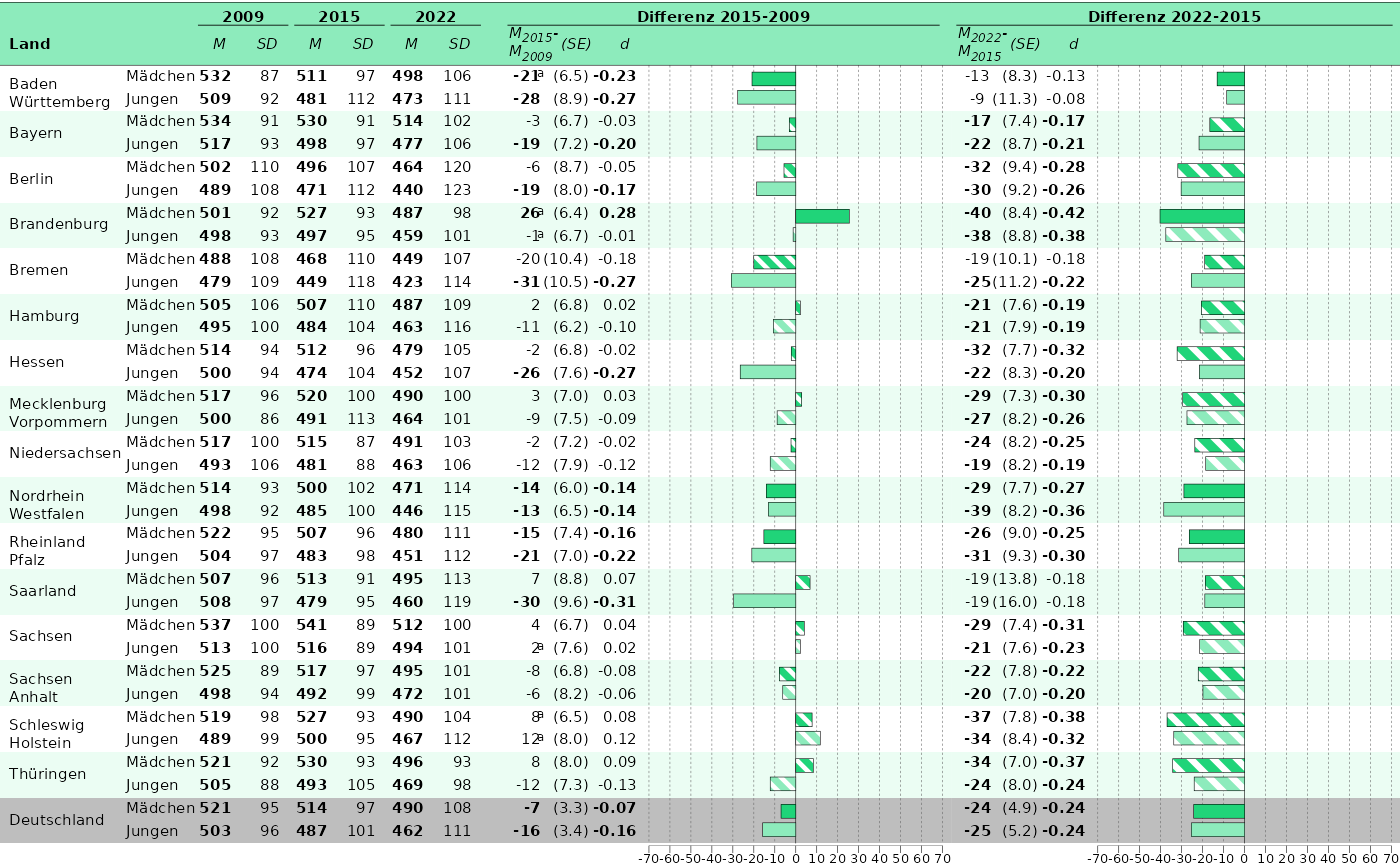 2009 2015 2022 Differenz 2015-2009 Differenz 2022-2015
Land M SD M SD M SD M2015- M2009 (SE) d M2022- M2015 (SE) d
Baden Württemberg
Mädchen 532 87 511 97 498 106 -21a (6.5) -0.23 -13 (8.3) -0.13
Jungen 509 92 481 112 473 111 -28 (8.9) -0.27 -9 (11.3) -0.08
Bayern
Mädchen 534 91 530 91 514 102 -3 (6.7) -0.03 -17 (7.4) -0.17
Jungen 517 93 498 97 477 106 -19 (7.2) -0.20 -22 (8.7) -0.21
Berlin
Mädchen 502 110 496 107 464 120 -6 (8.7) -0.05 -32 (9.4) -0.28
Jungen 489 108 471 112 440 123 -19 (8.0) -0.17 -30 (9.2) -0.26
Brandenburg
Mädchen 501 92 527 93 487 98 26a (6.4) 0.28 -40 (8.4) -0.42
Jungen 498 93 497 95 459 101 -1a (6.7) -0.01 -38 (8.8) -0.38
Bremen
Mädchen 488 108 468 110 449 107 -20 (10.4) -0.18 -19 (10.1) -0.18
Jungen 479 109 449 118 423 114 -31 (10.5) -0.27 -25 (11.2) -0.22
Hamburg
Mädchen 505 106 507 110 487 109 2 (6.8) 0.02 -21 (7.6) -0.19
Jungen 495 100 484 104 463 116 -11 (6.2) -0.10 -21 (7.9) -0.19
Hessen
Mädchen 514 94 512 96 479 105 -2 (6.8) -0.02 -32 (7.7) -0.32
Jungen 500 94 474 104 452 107 -26 (7.6) -0.27 -22 (8.3) -0.20
Mecklenburg Vorpommern
Mädchen 517 96 520 100 490 100 3 (7.0) 0.03 -29 (7.3) -0.30
Jungen 500 86 491 113 464 101 -9 (7.5) -0.09 -27 (8.2) -0.26
Niedersachsen
Mädchen 517 100 515 87 491 103 -2 (7.2) -0.02 -24 (8.2) -0.25
Jungen 493 106 481 88 463 106 -12 (7.9) -0.12 -19 (8.2) -0.19
Nordrhein Westfalen
Mädchen 514 93 500 102 471 114 -14 (6.0) -0.14 -29 (7.7) -0.27
Jungen 498 92 485 100 446 115 -13 (6.5) -0.14 -39 (8.2) -0.36
Rheinland Pfalz
Mädchen 522 95 507 96 480 111 -15 (7.4) -0.16 -26 (9.0) -0.25
Jungen 504 97 483 98 451 112 -21 (7.0) -0.22 -31 (9.3) -0.30
Saarland
Mädchen 507 96 513 91 495 113 7 (8.8) 0.07 -19 (13.8) -0.18
Jungen 508 97 479 95 460 119 -30 (9.6) -0.31 -19 (16.0) -0.18
Sachsen
Mädchen 537 100 541 89 512 100 4 (6.7) 0.04 -29 (7.4) -0.31
Jungen 513 100 516 89 494 101 2a (7.6) 0.02 -21 (7.6) -0.23
Sachsen Anhalt
Mädchen 525 89 517 97 495 101 -8 (6.8) -0.08 -22 (7.8) -0.22
Jungen 498 94 492 99 472 101 -6 (8.2) -0.06 -20 (7.0) -0.20
Schleswig Holstein
Mädchen 519 98 527 93 490 104 8a (6.5) 0.08 -37 (7.8) -0.38
Jungen 489 99 500 95 467 112 12a (8.0) 0.12 -34 (8.4) -0.32
Thüringen
Mädchen 521 92 530 93 496 93 8 (8.0) 0.09 -34 (7.0) -0.37
Jungen 505 88 493 105 469 98 -12 (7.3) -0.13 -24 (8.0) -0.24
Deutschland
Mädchen 521 95 514 97 490 108 -7 (3.3) -0.07 -24 (4.9) -0.24
Jungen 503 96 487 101 462 111 -16 (3.4) -0.16 -25 (5.2) -0.24
-70 -60 -50 -40 -30 -20 -10 0 10 20 30 40 50 60 70 -70 -60 -50 -40 -30 -20 -10 0 10 20 30 40 50 60 70